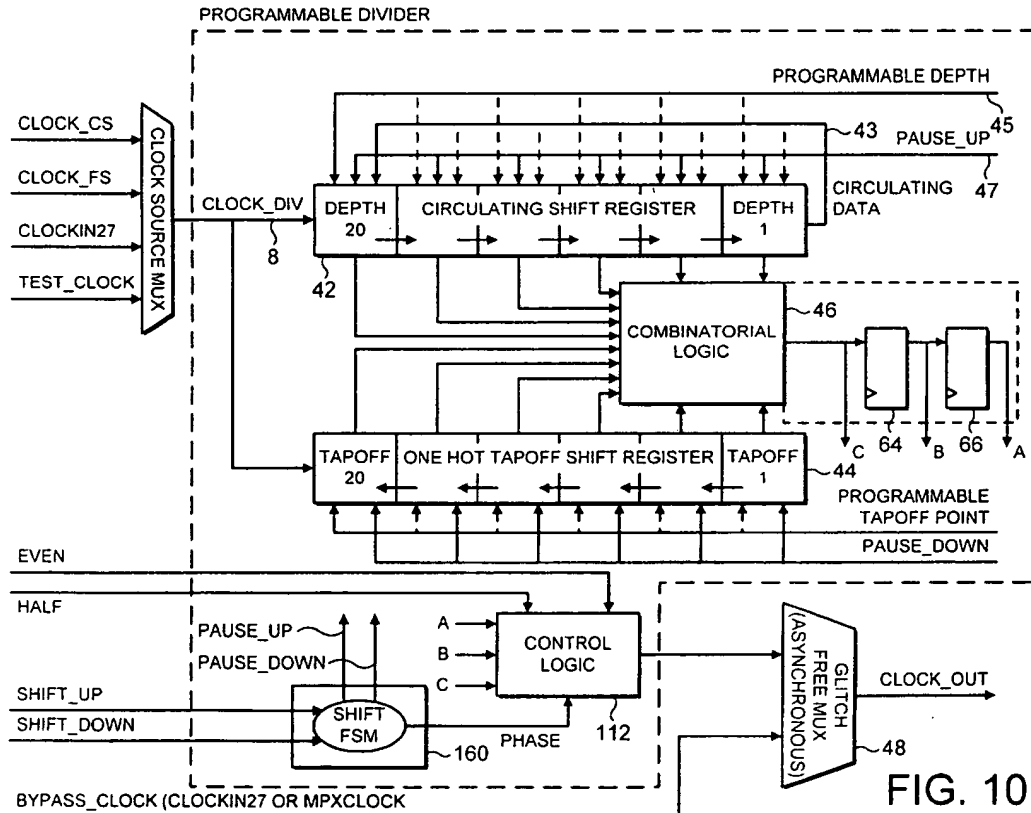 PROGRAMMABLE DIVIDER
PROGRAMMABLE DEPTH
45
43
PAUSE_UP
47
CLOCK_CS
CLOCK_FS
CLOCKIN27
TEST_CLOCK
CLOCK SOURCE MUX
CLOCK_DIV
8
DEPTH
20
CIRCULATING SHIFT REGISTER
DEPTH
1
CIRCULATING
DATA
42
COMBINATORIAL
LOGIC
46
64
66
C
B
A
TAPOFF
20
ONE HOT TAPOFF SHIFT REGISTER
TAPOFF
1
44
PROGRAMMABLE
TAPOFF POINT
PAUSE_DOWN
EVEN
HALF
PAUSE_UP
PAUSE_DOWN
A
B
C
CONTROL
LOGIC
112
SHIFT_UP
SHIFT_DOWN
SHIFT
FSM
160
PHASE
GLITCH
FREE MUX
(ASYNCHRONOUS)
CLOCK_OUT
48
BYPASS_CLOCK (CLOCKIN27 OR MPXCLOCK
FIG. 10